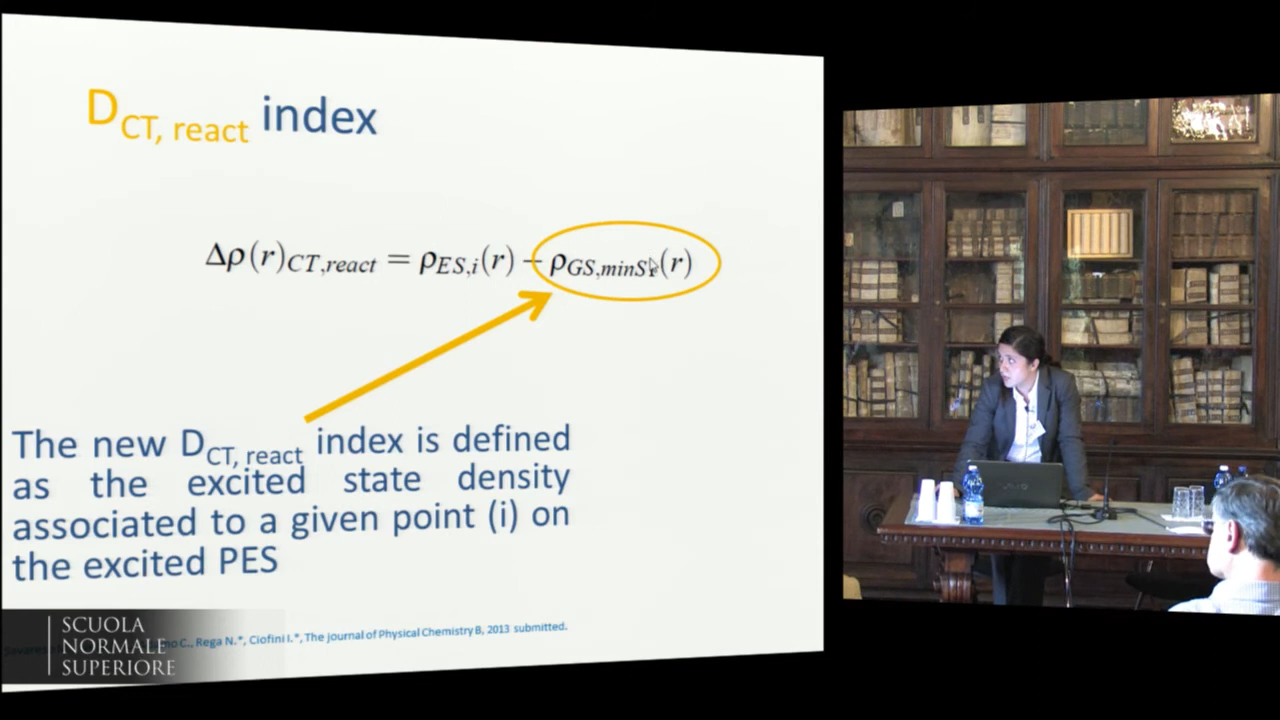 D CT, react index
Δρ(r)CT,react = ρES,i(r) − ρGS,minS (r)
The new D CT, react index is defined
as the excited state density
associated to a given point (i) on
the excited PES
C., Rega N.*, Ciofini I.*, The journal of Physical Chemistry B, 2013 submitted.
SCUOLA
NORMALE
SUPERIORE